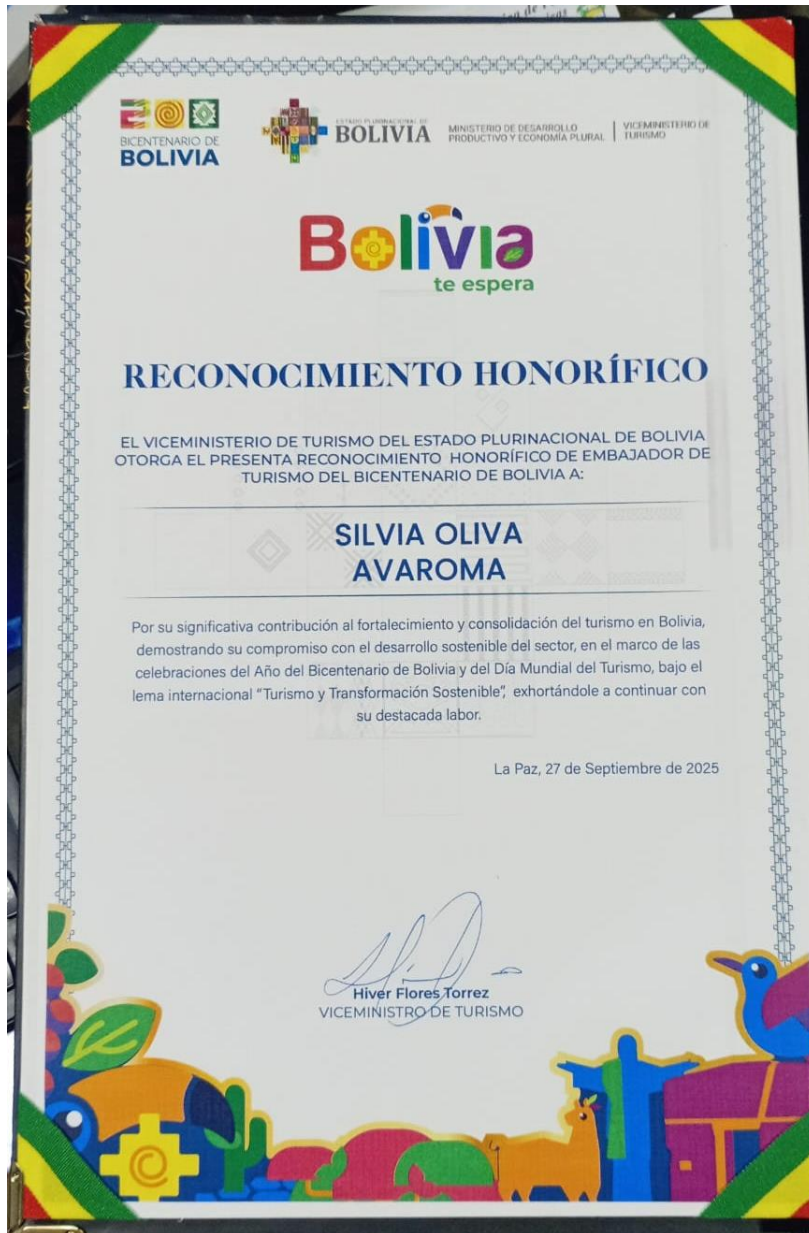 BICENTENARIO DE
BOLIVIA
ESTADO PLURINACIONAL DE
BOLIVIA
MINISTERIO DE DESARROLLO
PRODUCTIVO Y ECONOMÍA PLURAL
VICEMINISTERIO DE
TURISMO
Bolivia
te espera
RECONOCIMIENTO HONORÍFICO
EL VICEMINISTERIO DE TURISMO DEL ESTADO PLURINACIONAL DE BOLIVIA
OTORGA EL PRESENTA RECONOCIMIENTO HONORÍFICO DE EMBAJADOR DE
TURISMO DEL BICENTENARIO DE BOLIVIA A:
SILVIA OLIVA
AVAROMA
Por su significativa contribución al fortalecimiento y consolidación del turismo en Bolivia,
demostrando su compromiso con el desarrollo sostenible del sector, en el marco de las
celebraciones del Año del Bicentenario de Bolivia y del Día Mundial del Turismo, bajo el
lema internacional “Turismo y Transformación Sostenible”, exhortándole a continuar con
su destacada labor.
La Paz, 27 de Septiembre de 2025
Hiver Flores Torrez
VICEMINISTRO DE TURISMO